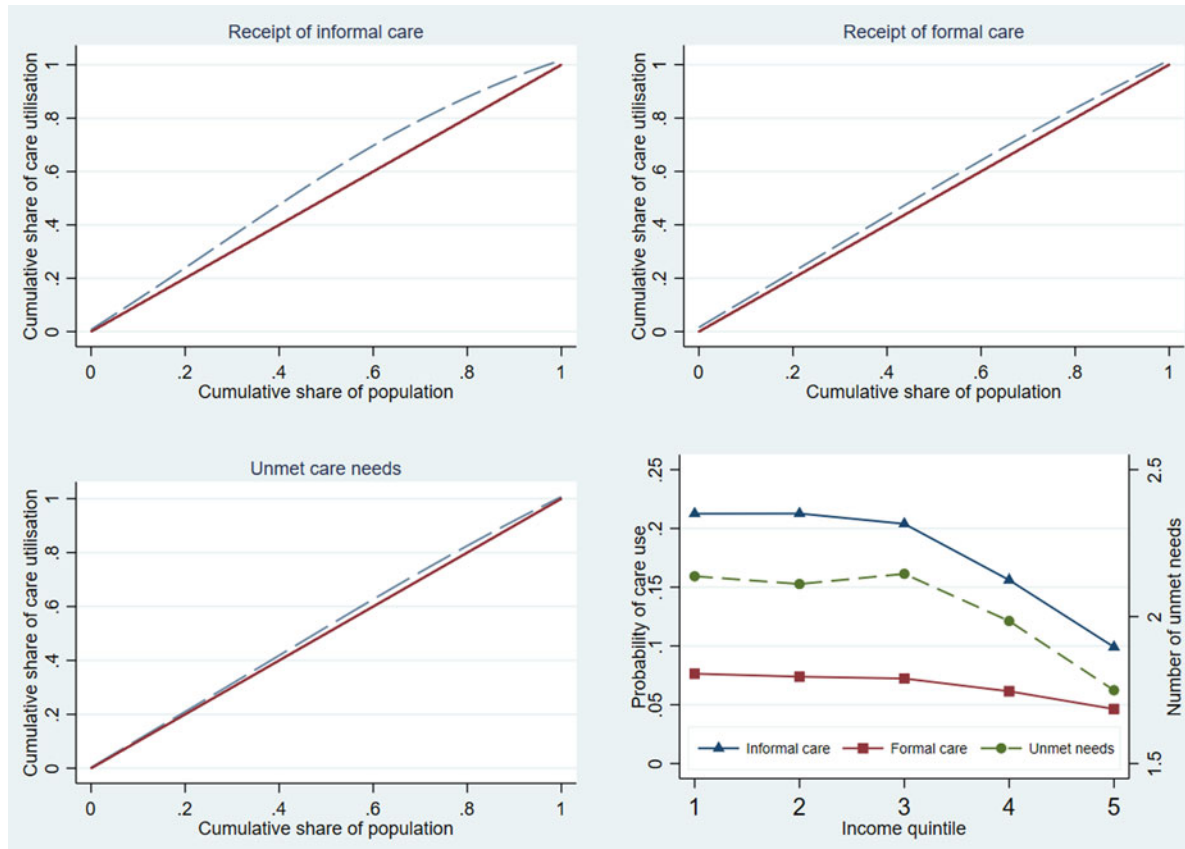 Receipt of informal care
Cumulative share of care utilisation
1
.8
.6
.4
.2
0
0 .2 .4 .6 .8 1
Cumulative share of population
Receipt of formal care
Cumulative share of care utilisation
1
.8
.6
.4
.2
0
0 .2 .4 .6 .8 1
Cumulative share of population
Unmet care needs
Cumulative share of care utilisation
1
.8
.6
.4
.2
0
0 .2 .4 .6 .8 1
Cumulative share of population
Probability of care use
.25
.2
.15
.1
.05
0
Number of unmet needs
2.5
2
1.5
Informal care Formal care Unmet needs
1 2 3 4 5
Income quintile